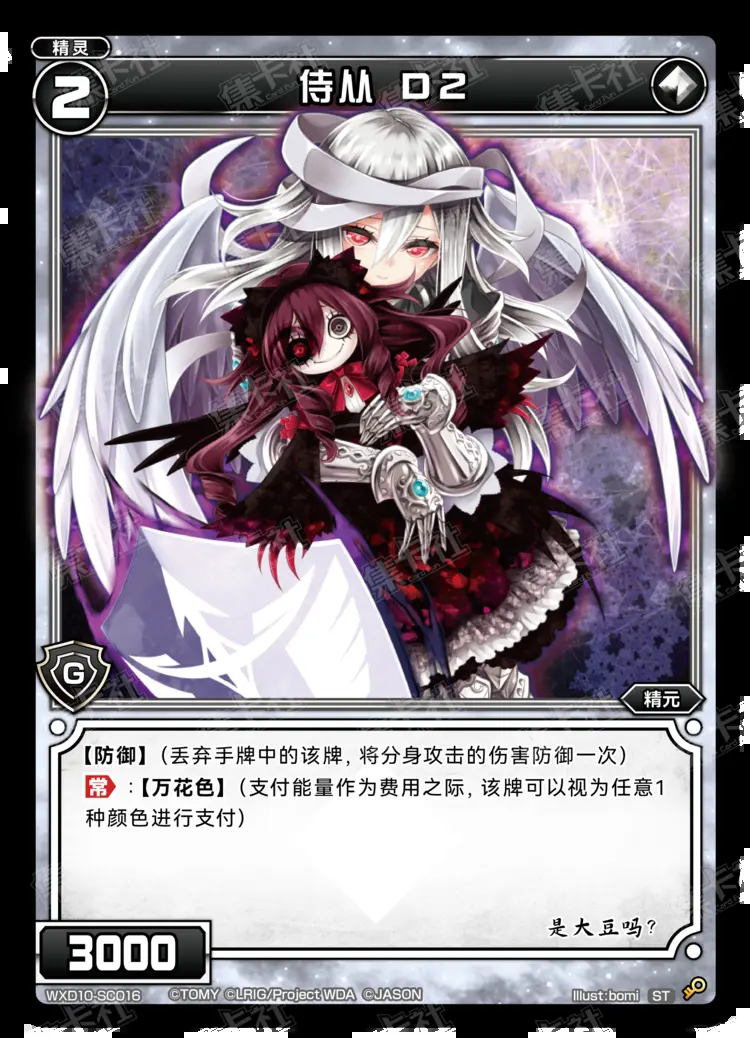 精灵
2
侍从 D2
G
精元
【防御】（丢弃手牌中的该牌, 将分身攻击的伤害防御一次）
常 :【万花色】（支付能量作为费用之际, 该牌可以视为任意1
种颜色进行支付）
是大豆吗?
3000
WXD10-SC016 ©TOMY ©LRIG/Project WDA ©JASON Illust:bomi ST
集卡社